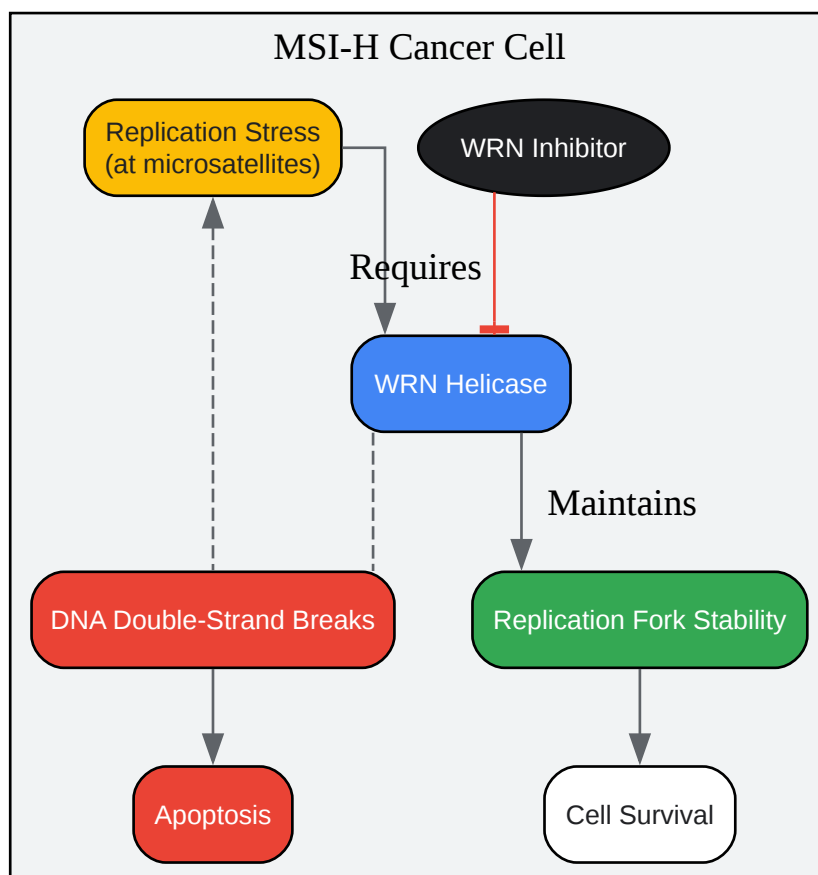 MSI-H Cancer Cell
Replication Stress
(at microsatellites)
WRN Inhibitor
Requires
WRN Helicase
Maintains
DNA Double-Strand Breaks
Replication Fork Stability
Apoptosis
Cell Survival